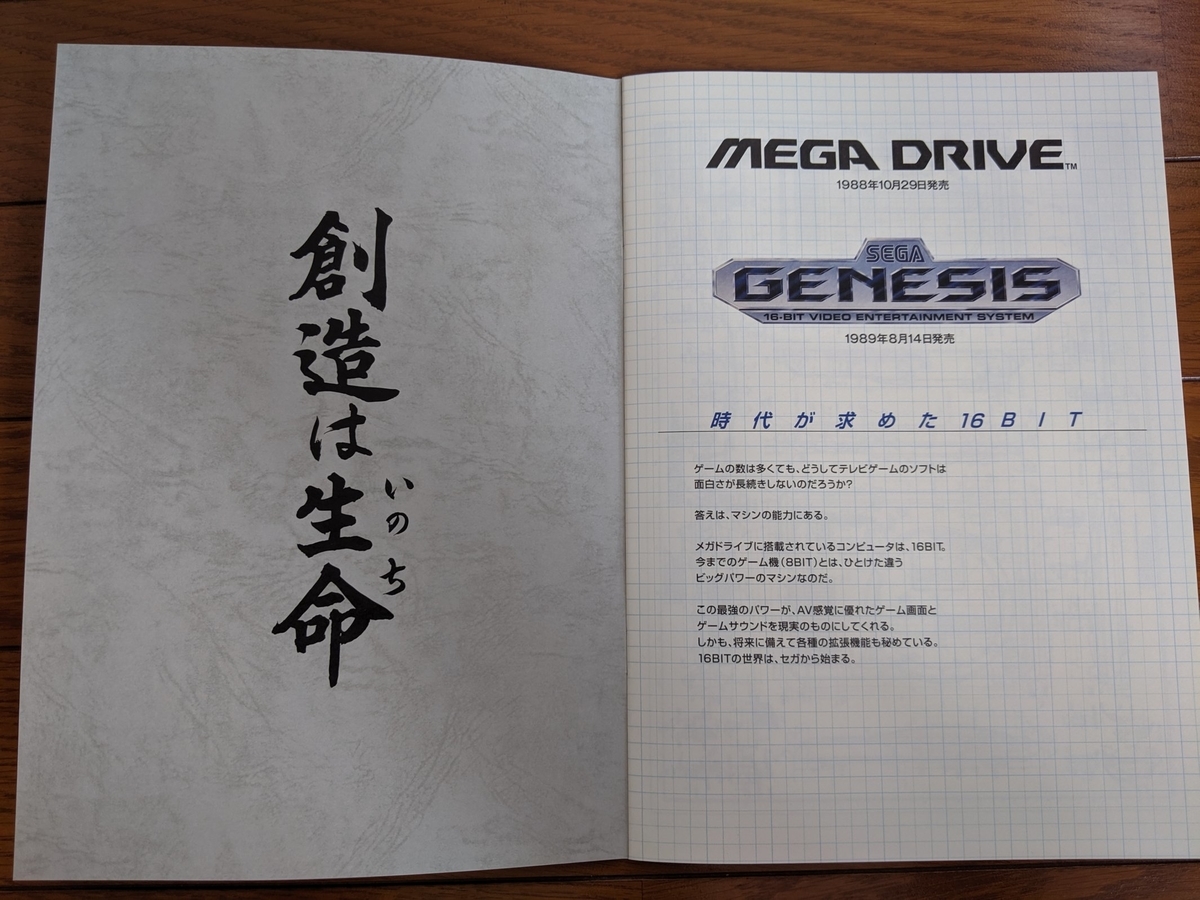 創造は生命
いのち
MEGA DRIVE™
1988年10月29日発売
SEGA
GENESIS
16-BIT VIDEO ENTERTAINMENT SYSTEM
1989年8月14日発売
時代が求めた16BIT
ゲームの数は多くても、どうしてテレビゲームのソフトは
面白さが長続きしないのだろうか?
答えは、マシンの能力にある。
メガドライブに搭載されているコンピュータは、16BIT。
今までのゲーム機(8BIT)とは、ひとけた違う
ビッグパワーのマシンなのだ。
この最強のパワーが、AV感覚に優れたゲーム画面と
ゲームサウンドを現実のものにしてくれる。
しかも、将来に備えて各種の拡張機能も秘めている。
16BITの世界は、セガから始まる。